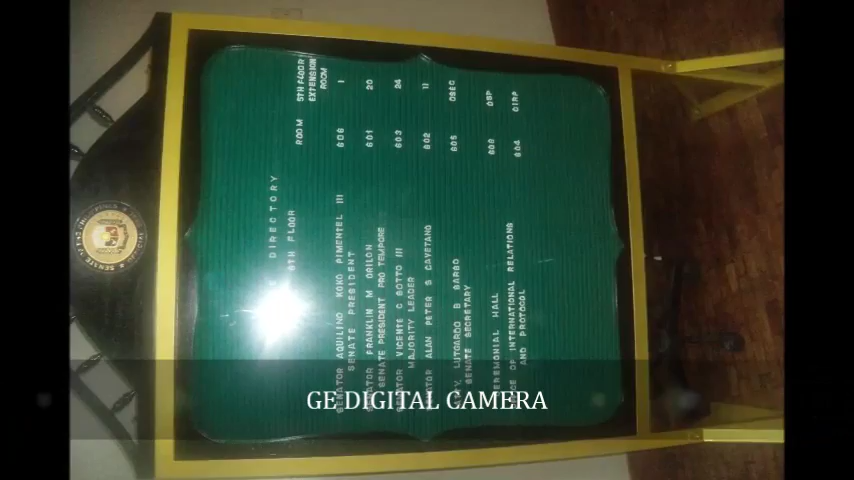 DIRECTORY
6TH FLOOR
ROOM 5TH FLOOR EXTENSION ROOM
SENATOR AQUILINO KOKO PIMENTEL III 606 1
SENATE PRESIDENT
SENATOR FRANKLIN M DRILON 601 20
SENATE PRESIDENT PRO TEMPORE
SENATOR VICENTE C SOTTO III 603 24
MAJORITY LEADER
SENATOR ALAN PETER S CAYETANO 602 11
ATTY. LUTGARDO B BARBO 605 OSEC
SENATE SECRETARY
CEREMONIAL HALL OSP
OFFICE OF INTERNATIONAL RELATIONS 604 OIRP
AND PROTOCOL
GE DIGITAL CAMERA